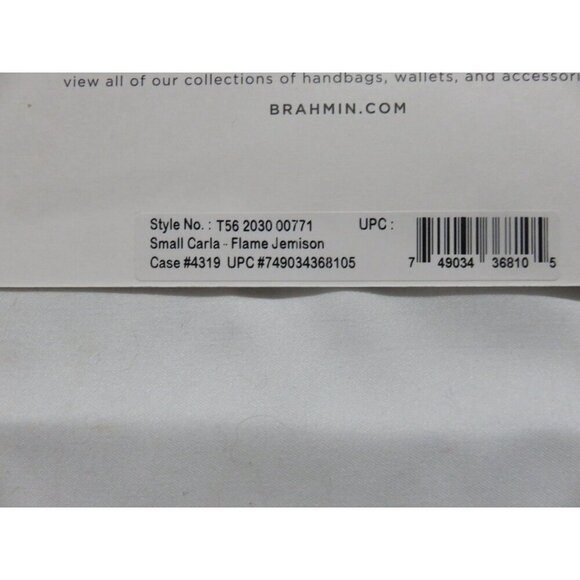 view all of our collections of handbags, wallets, and
BRAHMIN.COM
Style No. : T56 2030 00771 UPC :
Small Carla - Flame Jemison
Case #4319 UPC #749034368105
7 49034 36810 5